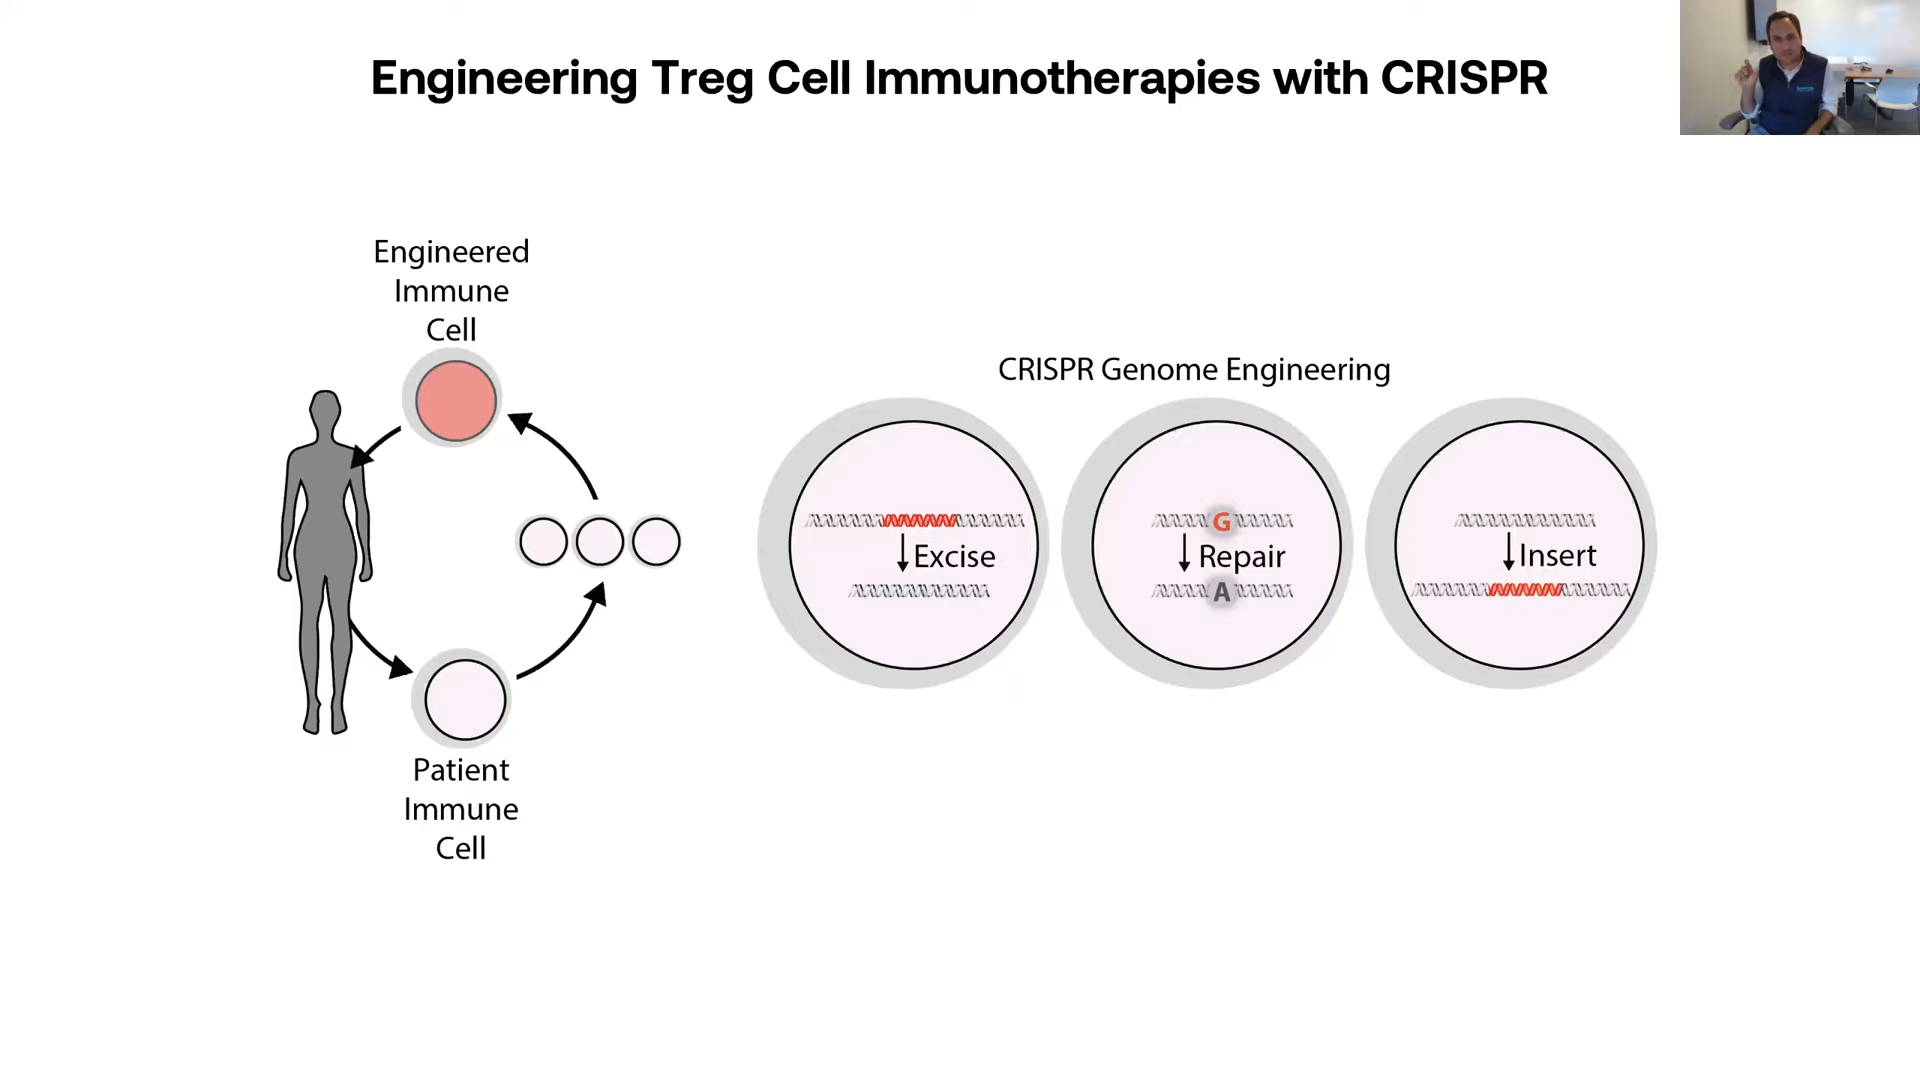 Engineering Treg Cell Immunotherapies with CRISPR
Engineered
Immune
Cell
Patient
Immune
Cell
CRISPR Genome Engineering
Excise
G
Repair
A
Insert